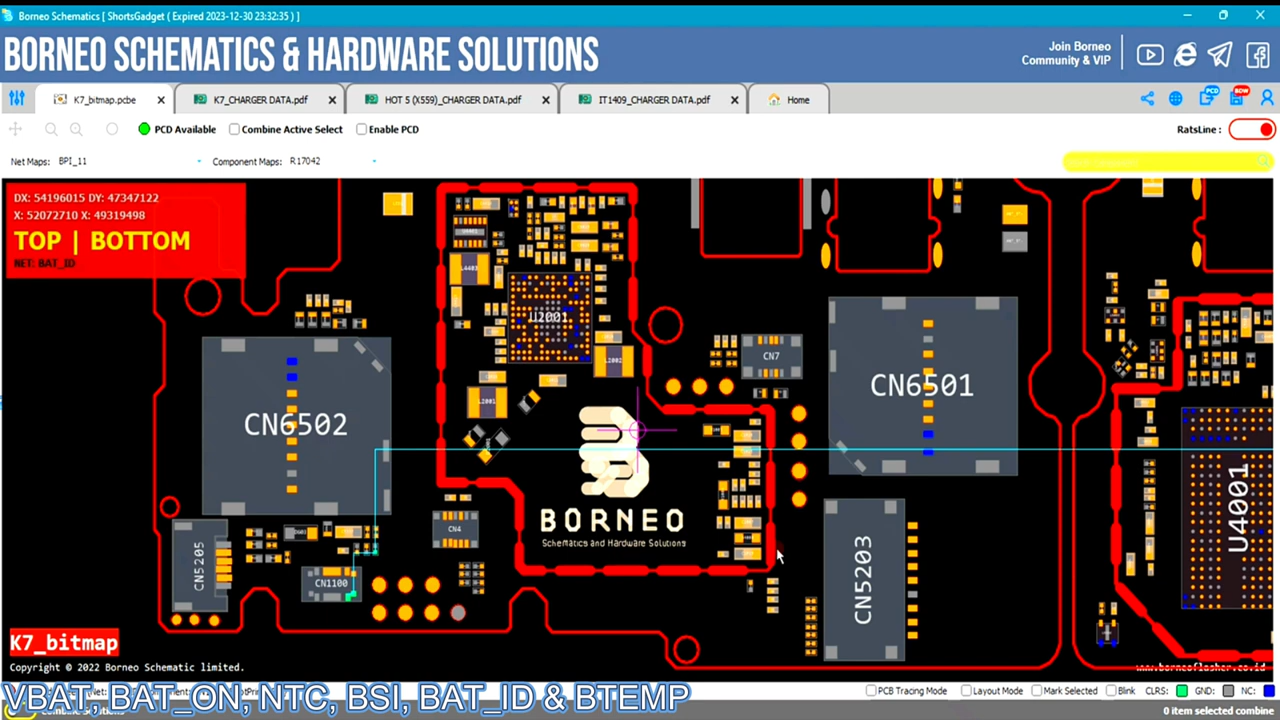 Borneo Schematics [ ShortsGadget ( Expired 2023-12-30 23:32:35 ) ]
BORNEO SCHEMATICS & HARDWARE SOLUTIONS
Join Borneo
Community & VIP
K7_bitmap.pcbe
K7_CHARGER DATA.pdf
HOT 5 (X559)_CHARGER DATA.pdf
IT1409_CHARGER DATA.pdf
Home
PCD
BDW
PCD Available
Combine Active Select
Enable PCD
RatsLine :
Net Maps: BPI_11
Component Maps: R17042
DX: 54196015 DY: 47347122
X: 52072710 X: 49319498
TOP | BOTTOM
NET: BAT_ID
L4403
U2001
L2002
CN7
L2001
CN6501
CN6502
U4001
CN4
BORNEO
Schematics and Hardware Solutions
CN5205
CN1100
CN5203
K7_bitmap
Copyright © 2022 Borneo Schematic limited.
www.borneoflasher.co.id
VBAT, BAT_ON, NTC, BSI, BAT_ID & BTEMP
PCB Tracing Mode
Layout Mode
Mark Selected
Blink
CLRS:
GND:
NC:
0 item selected combine